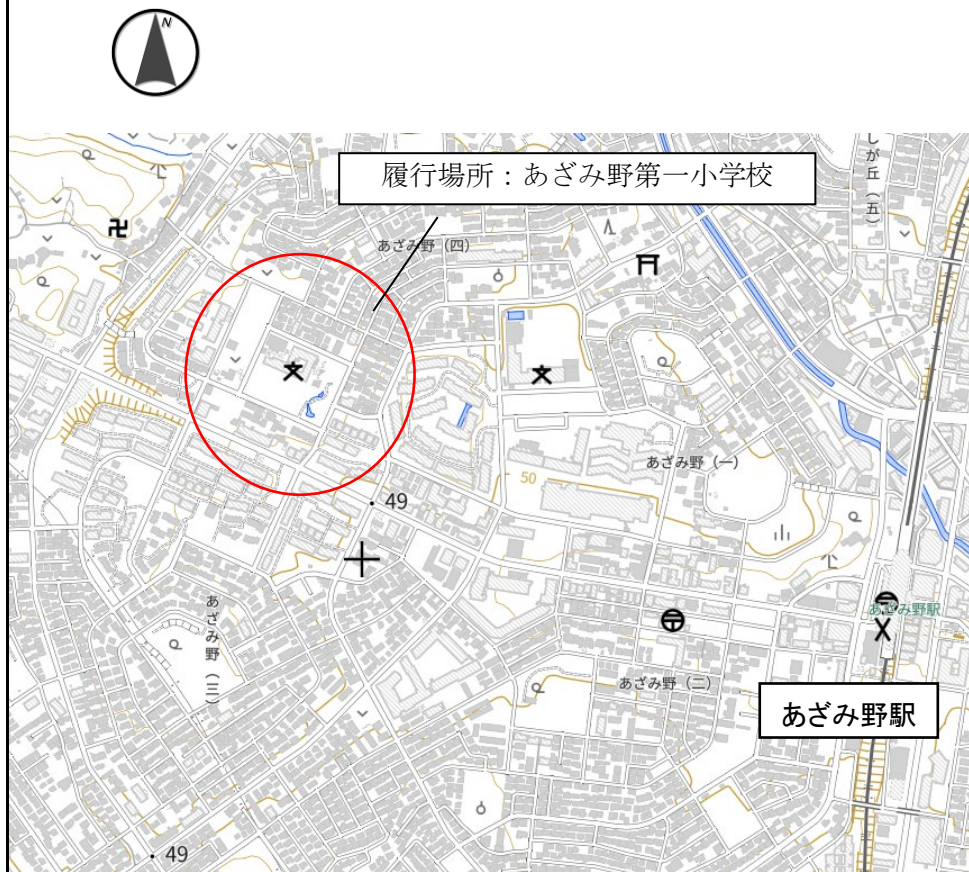 N
履行場所：あざみ野第一小学校
しが丘（五）
あざみ野（四）
あざみ野（一）
50
49
あざみ野（三）
あざみ野駅
あざみ野（二）
あざみ野駅
49